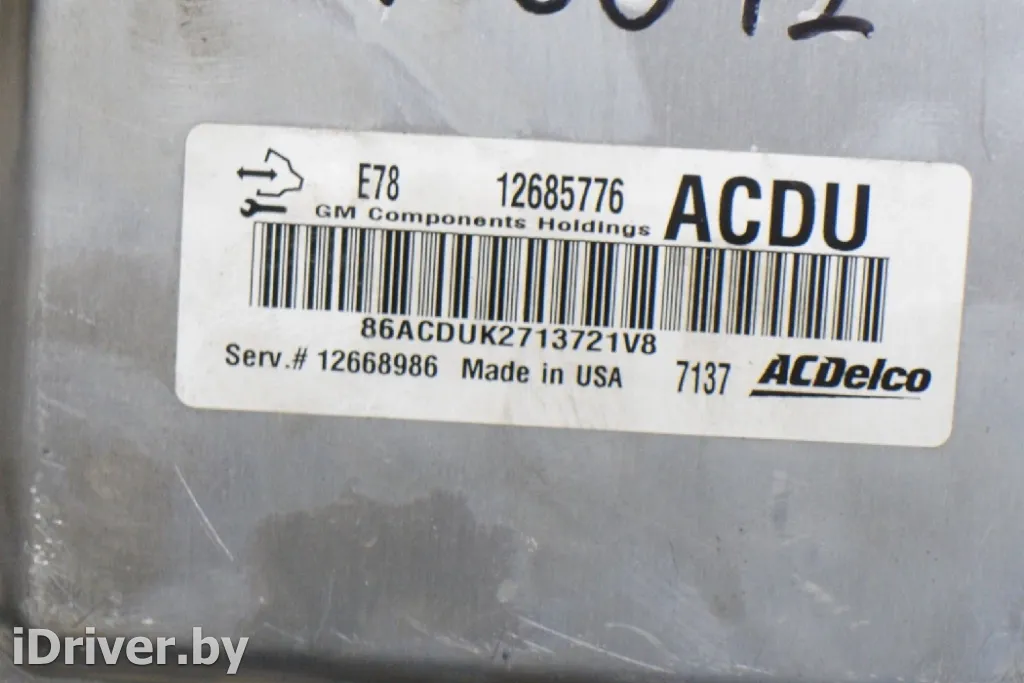 E78 12685776 ACDU
GM Components Holdings
86ACDUK2713721V8
Serv.# 12668986 Made in USA 7137 ACDelco
iDriver.by